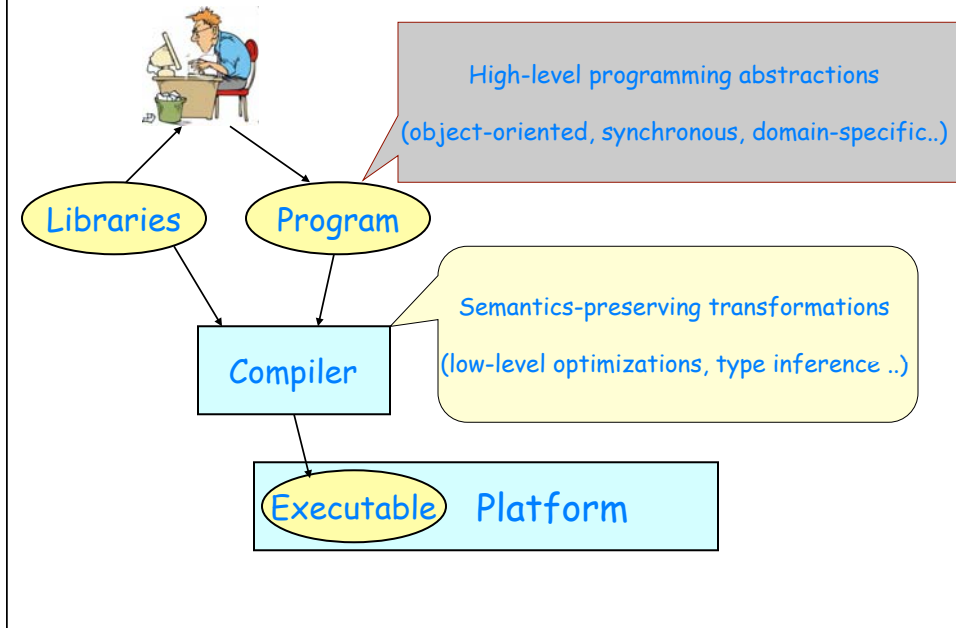 High-level programming abstractions
(object-oriented, synchronous, domain-specific..)
Libraries
Program
Semantics-preserving transformations
(low-level optimizations, type inference ..)
Compiler
Executable
Platform